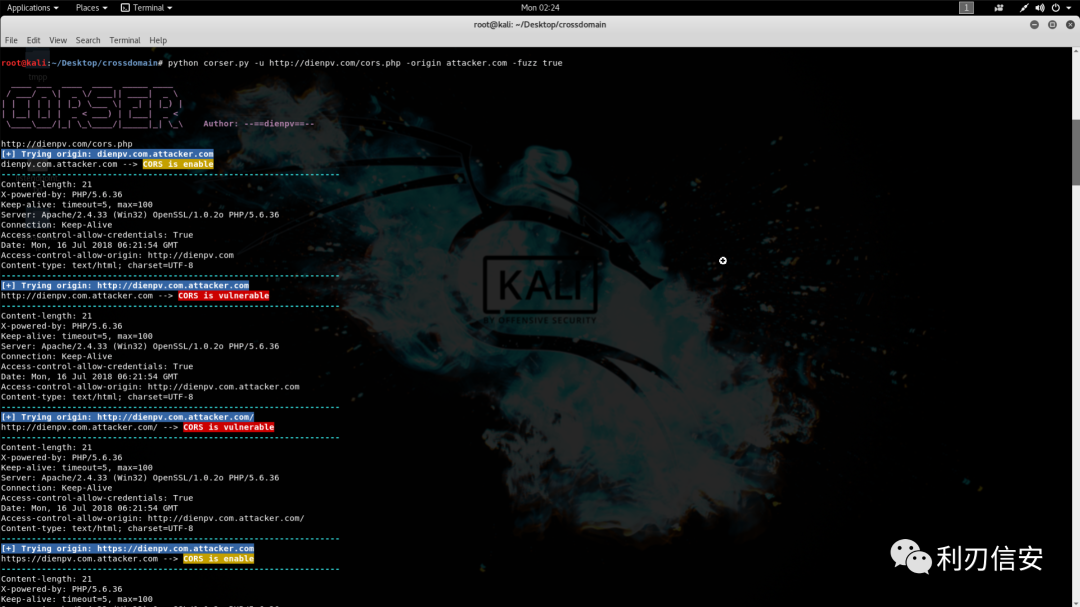 Applications Places Terminal Mon 02:24 1
root@kali: ~/Desktop/crossdomain
File Edit View Search Terminal Help
root@kali:~/Desktop/crossdomain# python corser.py -u http://dienpv.com/cors.php -origin attacker.com -fuzz true
CORSER Author: --==dienpv==--
http://dienpv.com/cors.php
[+] Trying origin: dienpv.com.attacker.com
dienpv.com.attacker.com --> CORS is enable
Content-length: 21
X-powered-by: PHP/5.6.36
Keep-alive: timeout=5, max=100
Server: Apache/2.4.33 (Win32) OpenSSL/1.0.2o PHP/5.6.36
Connection: Keep-Alive
Access-control-allow-credentials: True
Date: Mon, 16 Jul 2018 06:21:54 GMT
Access-control-allow-origin: http://dienpv.com
Content-type: text/html; charset=UTF-8
[+] Trying origin: http://dienpv.com.attacker.com
http://dienpv.com.attacker.com --> CORS is vulnerable
Content-length: 21
X-powered-by: PHP/5.6.36
Keep-alive: timeout=5, max=100
Server: Apache/2.4.33 (Win32) OpenSSL/1.0.2o PHP/5.6.36
Connection: Keep-Alive
Access-control-allow-credentials: True
Date: Mon, 16 Jul 2018 06:21:54 GMT
Access-control-allow-origin: http://dienpv.com.attacker.com
Content-type: text/html; charset=UTF-8
[+] Trying origin: http://dienpv.com.attacker.com/
http://dienpv.com.attacker.com/ --> CORS is vulnerable
Content-length: 21
X-powered-by: PHP/5.6.36
Keep-alive: timeout=5, max=100
Server: Apache/2.4.33 (Win32) OpenSSL/1.0.2o PHP/5.6.36
Connection: Keep-Alive
Access-control-allow-credentials: True
Date: Mon, 16 Jul 2018 06:21:54 GMT
Access-control-allow-origin: http://dienpv.com.attacker.com/
Content-type: text/html; charset=UTF-8
[+] Trying origin: https://dienpv.com.attacker.com
https://dienpv.com.attacker.com --> CORS is enable
Content-length: 21
X-powered-by: PHP/5.6.36
Keep-alive: timeout=5, max=100
KALI
BY OFFENSIVE SECURITY
利刃信安